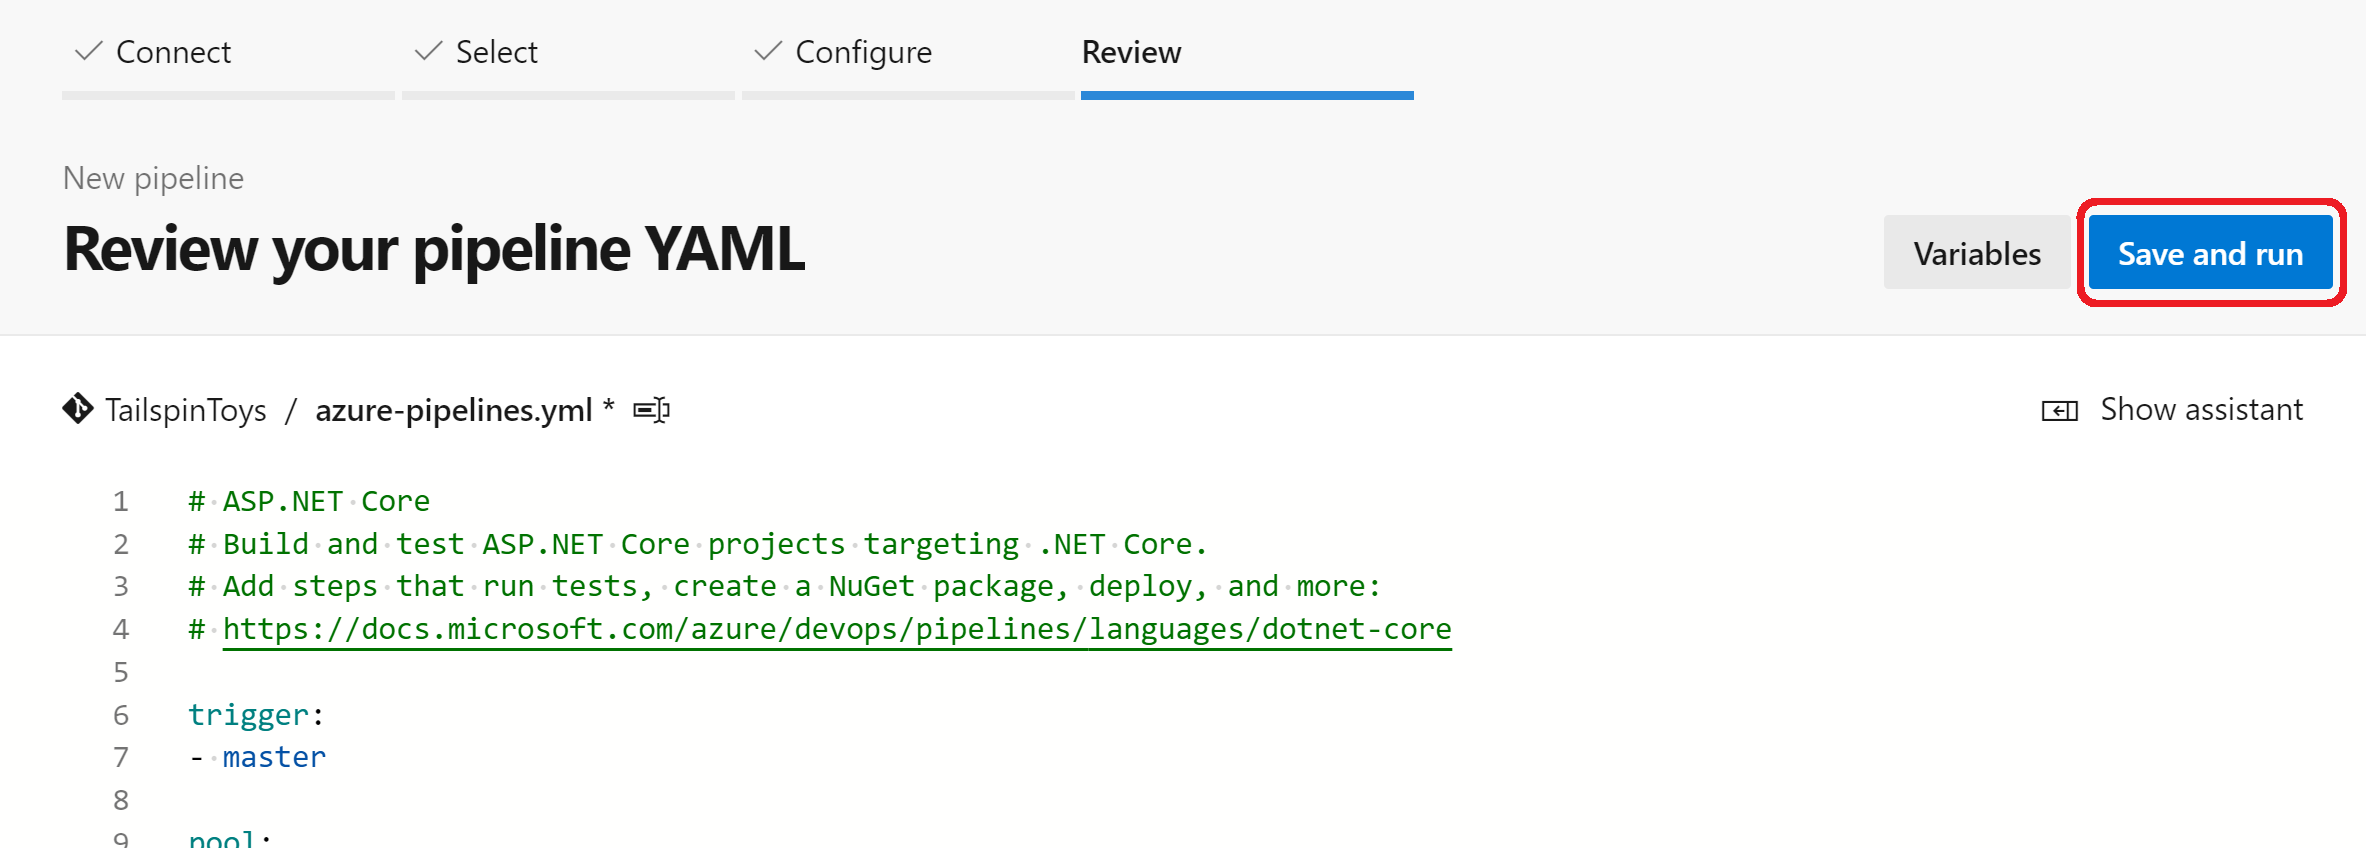 Connect Select Configure Review
New pipeline
Review your pipeline YAML
Variables Save and run
TailspinToys / azure-pipelines.yml * Show assistant
1 # ASP.NET Core
2 # Build and test ASP.NET Core projects targeting .NET Core.
3 # Add steps that run tests, create a NuGet package, deploy, and more:
4 # https://docs.microsoft.com/azure/devops/pipelines/languages/dotnet-core
5
6 trigger:
7 - master
8
9 pool: